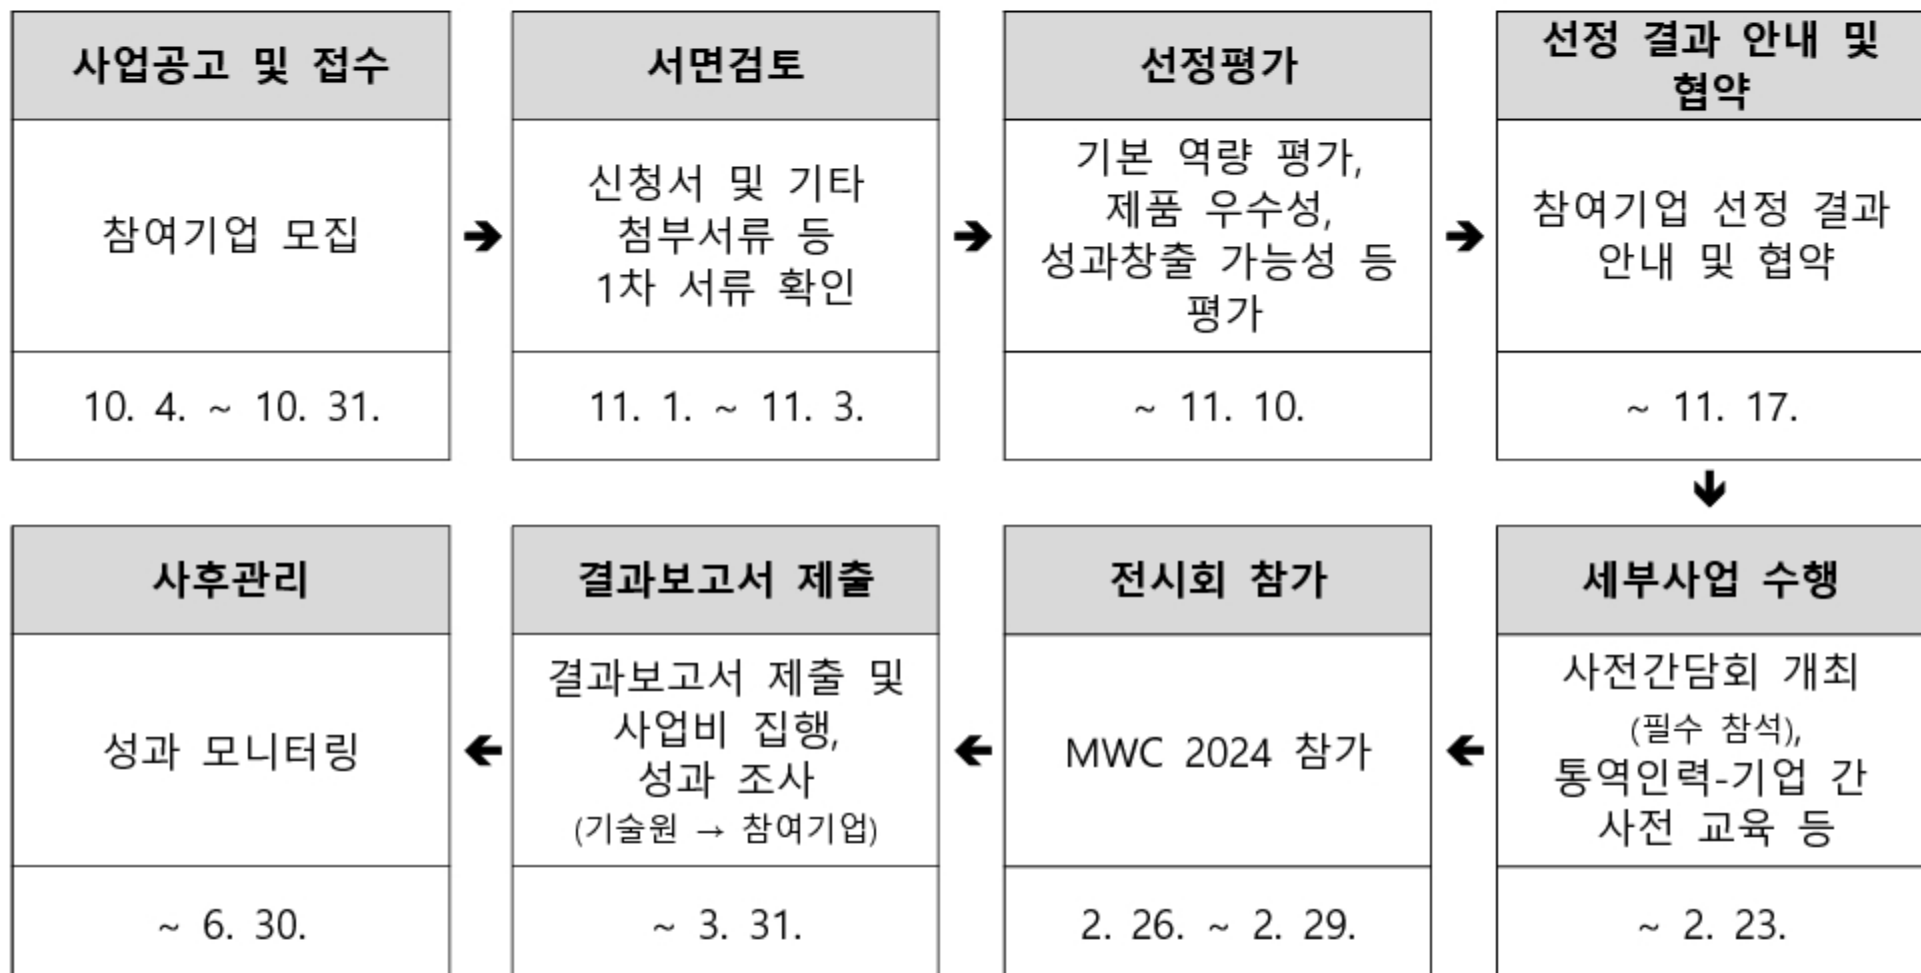 사업공고 및 접수
참여기업 모집
10. 4. ~ 10. 31.
서면검토
신청서 및 기타
첨부서류 등
1차 서류 확인
11. 1. ~ 11. 3.
선정평가
기본 역량 평가,
제품 우수성,
성과창출 가능성 등
평가
~ 11. 10.
선정 결과 안내 및
협약
참여기업 선정 결과
안내 및 협약
~ 11. 17.
세부사업 수행
사전간담회 개최
(필수 참석),
통역인력-기업 간
사전 교육 등
~ 2. 23.
전시회 참가
MWC 2024 참가
2. 26. ~ 2. 29.
결과보고서 제출
결과보고서 제출 및
사업비 집행,
성과 조사
(기술원 → 참여기업)
~ 3. 31.
사후관리
성과 모니터링
~ 6. 30.